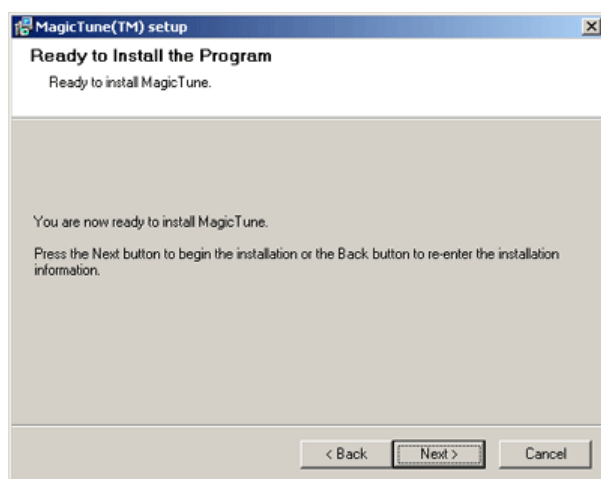 MagicTune(TM) setup
Ready to Install the Program
Ready to install MagicTune.
You are now ready to install MagicTune.
Press the Next button to begin the installation or the Back button to re-enter the installation
information.
< Back Next > Cancel